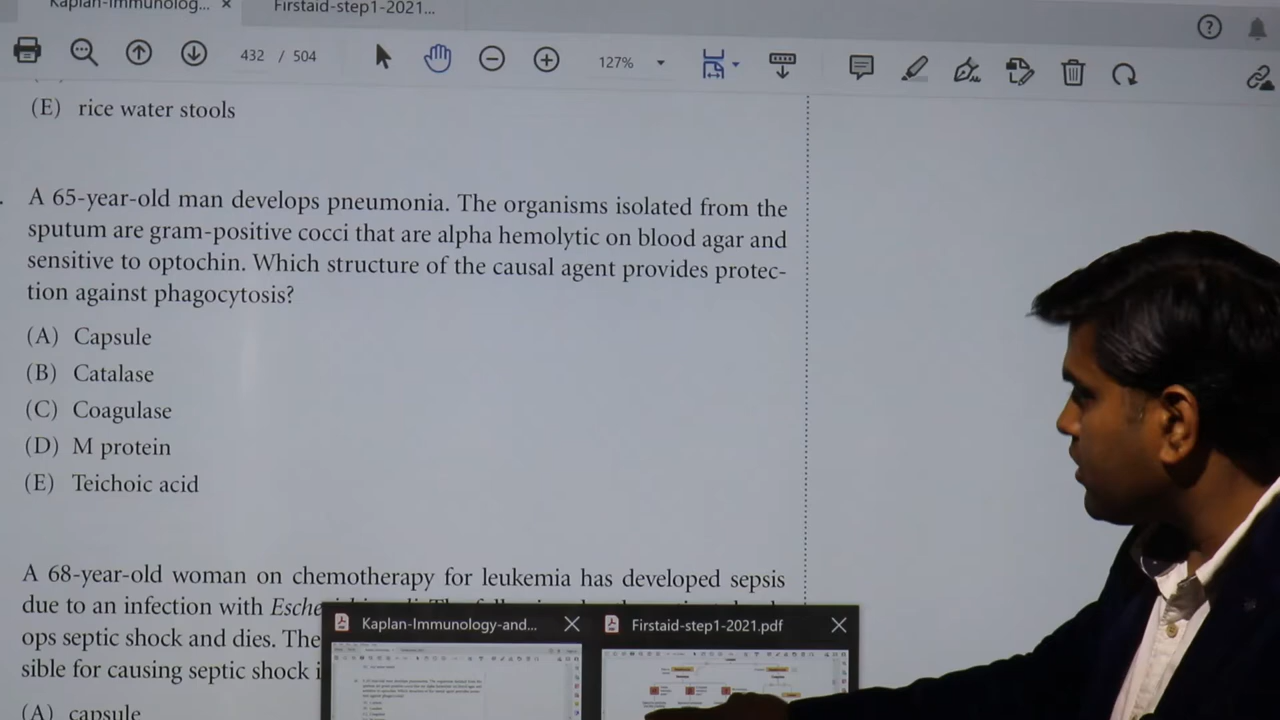 Kaplan-Immunolog... ×
Firstaid-step1-2021...
432 / 504
127%
(E) rice water stools
A 65-year-old man develops pneumonia. The organisms isolated from the
sputum are gram-positive cocci that are alpha hemolytic on blood agar and
sensitive to optochin. Which structure of the causal agent provides protec-
tion against phagocytosis?
(A) Capsule
(B) Catalase
(C) Coagulase
(D) M protein
(E) Teichoic acid
A 68-year-old woman on chemotherapy for leukemia has developed sepsis
due to an infection with
ops septic shock and dies. The
sible for causing septic shock i
(A) capsule
Kaplan-Immunology-and...
Firstaid-step1-2021.pdf